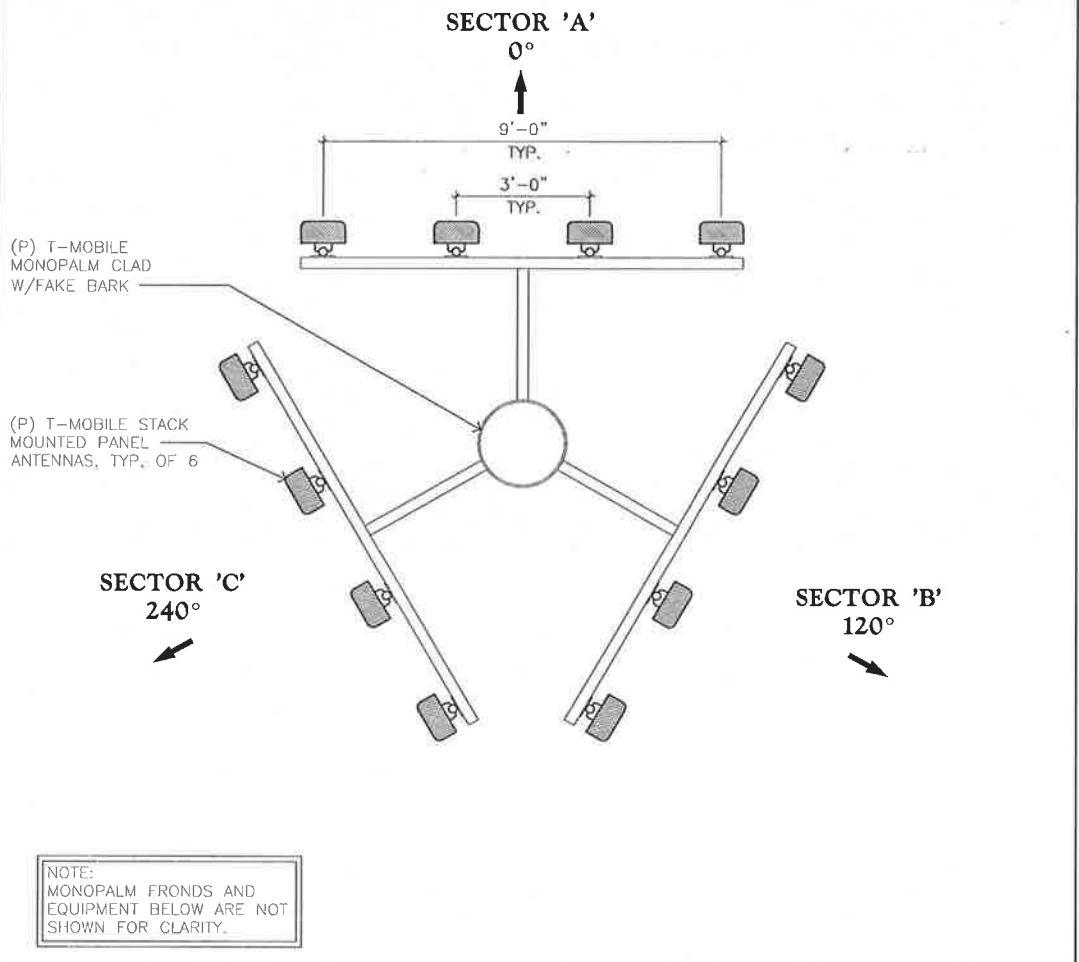 SECTOR 'A'
0°
9'-0"
TYP.
3'-0"
TYP.
(P) T-MOBILE
MONOPALM CLAD
W/FAKE BARK
(P) T-MOBILE STACK
MOUNTED PANEL
ANTENNAS, TYP. OF 6
SECTOR 'C'
240°
SECTOR 'B'
120°
NOTE:
MONOPALM FRONDS AND
EQUIPMENT BELOW ARE NOT
SHOWN FOR CLARITY.